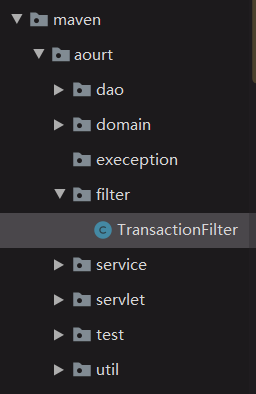 maven
aourt
dao
domain
exeception
filter
C TransactionFilter
service
servlet
test
util